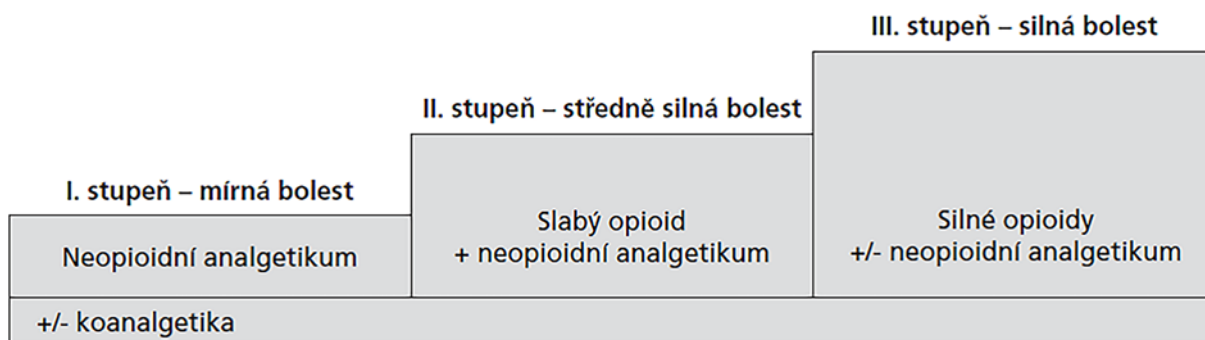 I. stupeň – mírná bolest
Neopioidní analgetikum
II. stupeň – středně silná bolest
Slabý opioid
+ neopioidní analgetikum
III. stupeň – silná bolest
Silné opioidy
+/- neopioidní analgetikum
+/- koanalgetika